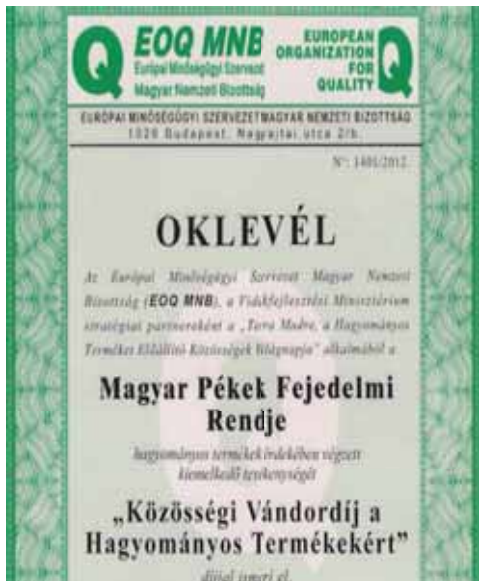 EOQ MNB
Európai Minőségügyi Szervezet
Magyar Nemzeti Bizottság
EUROPEAN
ORGANIZATION
FOR
QUALITY
EURÓPAI MINŐSÉGÜGYI SZERVEZET MAGYAR NEMZETI BIZOTTSÁG
1026 Budapest, Nagyajtai utca 2/b.
N°: 1401/2012.
OKLEVÉL
Az Európai Minőségügyi Szervezet Magyar Nemzeti
Bizottság (EOQ MNB), a Vidékfejlesztési Minisztérium
stratégiai partnereként a „Terra Madre, a Hagyományos
Terméket Előállító Közösségek Világnapja” alkalmából a
Magyar Pékek Fejedelmi
Rendje
hagyományos termékek érdekében végzett
kiemelkedő tevékenységét
„Közösségi Vándordíj a
Hagyományos Termékekért”
díjjal ismeri el.